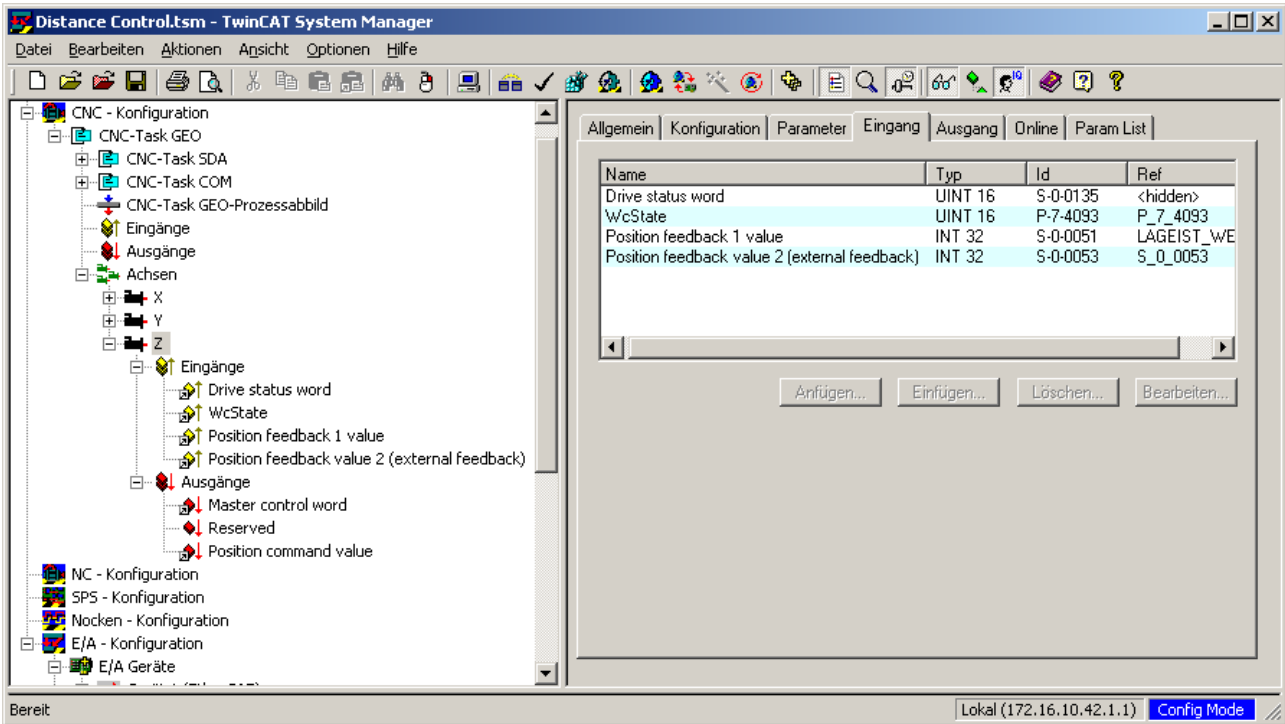 Distance Control.tsm - TwinCAT System Manager
Datei Bearbeiten Aktionen Ansicht Optionen Hilfe
CNC - Konfiguration
CNC-Task GEO
CNC-Task SDA
CNC-Task COM
CNC-Task GEO-Prozessabbild
Eingänge
Ausgänge
Achsen
X
Y
Z
Eingänge
Drive status word
WcState
Position feedback 1 value
Position feedback value 2 (external feedback)
Ausgänge
Master control word
Reserved
Position command value
NC - Konfiguration
SPS - Konfiguration
Nocken - Konfiguration
E/A - Konfiguration
E/A Geräte
Allgemein Konfiguration Parameter Eingang Ausgang Online Param List
Name Typ Id Ref
Drive status word UINT 16 S-0-0135 <hidden>
WcState UINT 16 P-7-4093 P_7_4093
Position feedback 1 value INT 32 S-0-0051 LAGEIST_WE
Position feedback value 2 (external feedback) INT 32 S-0-0053 S_0_0053
Anfügen... Einfügen... Löschen... Bearbeiten...
Bereit Lokal (172.16.10.42.1.1) Config Mode